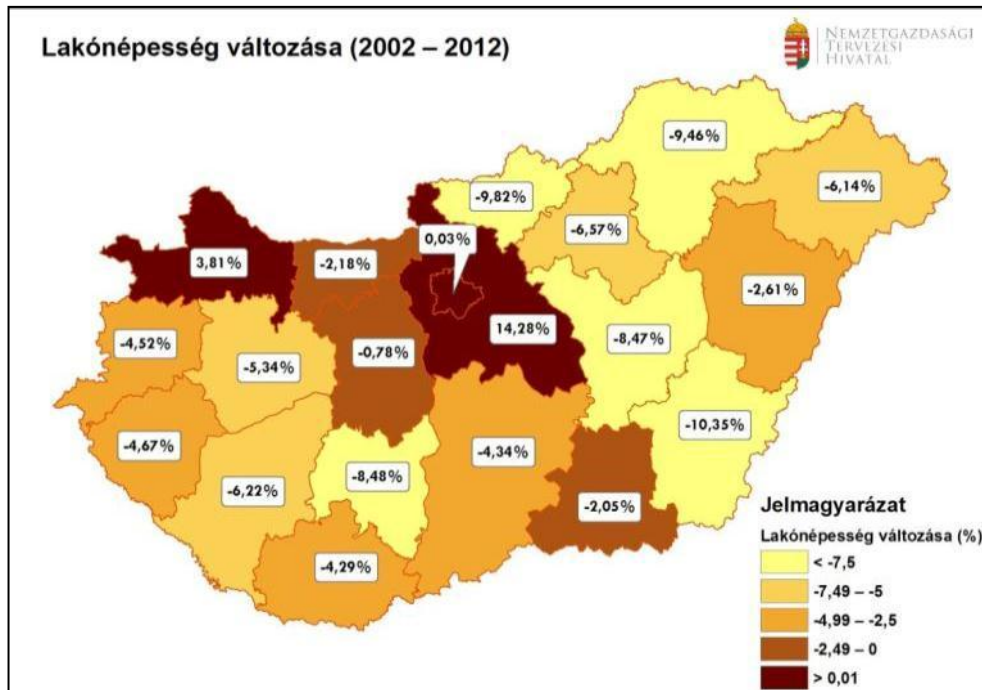 Lakónépesség változása (2002 – 2012)
NEMZETGAZDASÁGI
TERVEZÉSI
HIVATAL
-9,46%
-6,14%
-9,82%
0,03%
-6,57%
3,81%
-2,18%
-2,61%
14,28%
-4,52%
-0,78%
-8,47%
-5,34%
-10,35%
-4,67%
-4,34%
-8,48%
-6,22%
-2,05%
-4,29%
Jelmagyarázat
Lakónépesség változása (%)
< -7,5
-7,49 – -5
-4,99 – -2,5
-2,49 – 0
> 0,01